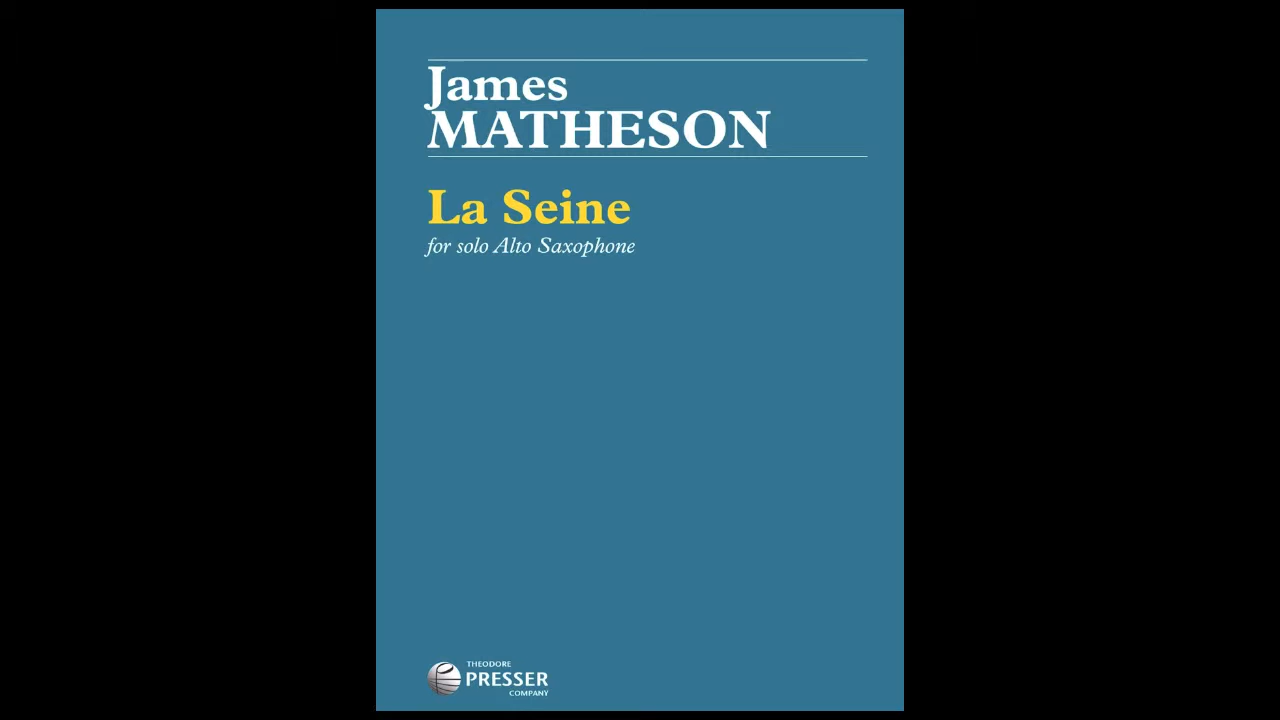 James
MATHESON
La Seine
for solo Alto Saxophone
THEODORE
PRESSER
COMPANY